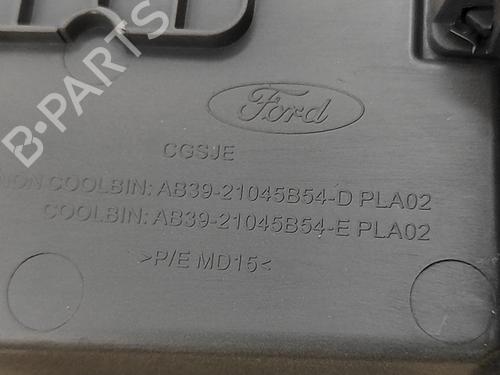 B-PARTS
Ford
CGSJE
NON COOLBIN: AB39-21045B54-D PLA02
COOLBIN: AB39-21045B54-E PLA02
>P/E MD15<